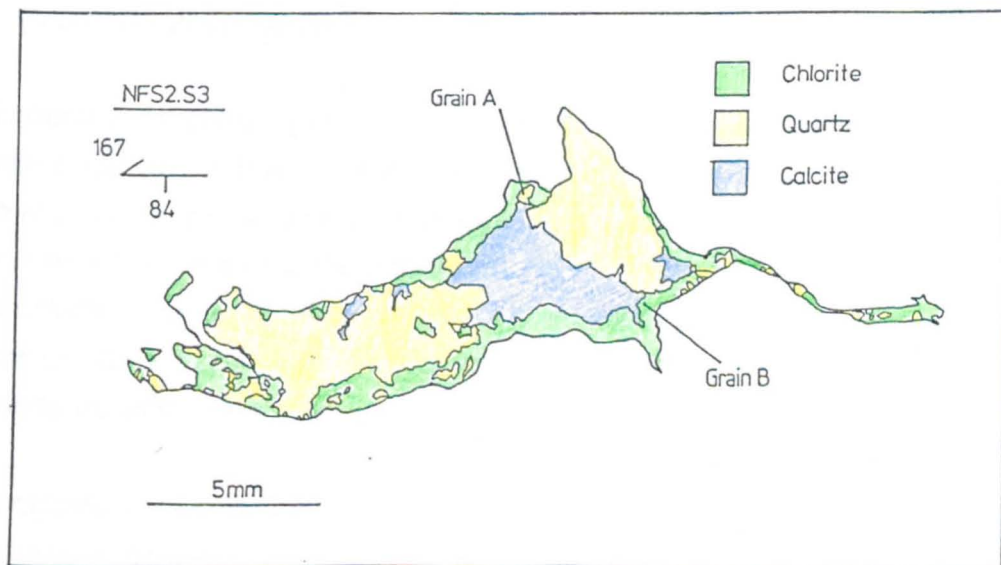 NFS2.S3
167
84
Grain A
Chlorite
Quartz
Calcite
Grain B
5mm